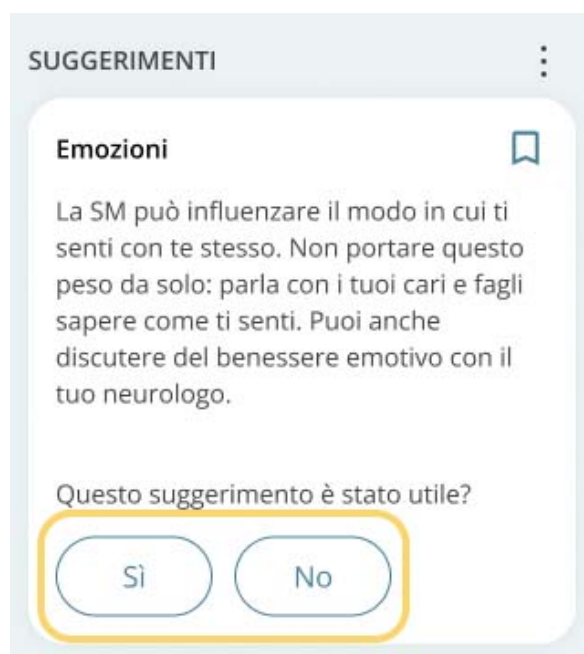 SUGGERIMENTI
Emozioni
La SM può influenzare il modo in cui ti
senti con te stesso. Non portare questo
peso da solo: parla con i tuoi cari e fagli
sapere come ti senti. Puoi anche
discutere del benessere emotivo con il
tuo neurologo.
Questo suggerimento è stato utile?
Sì No